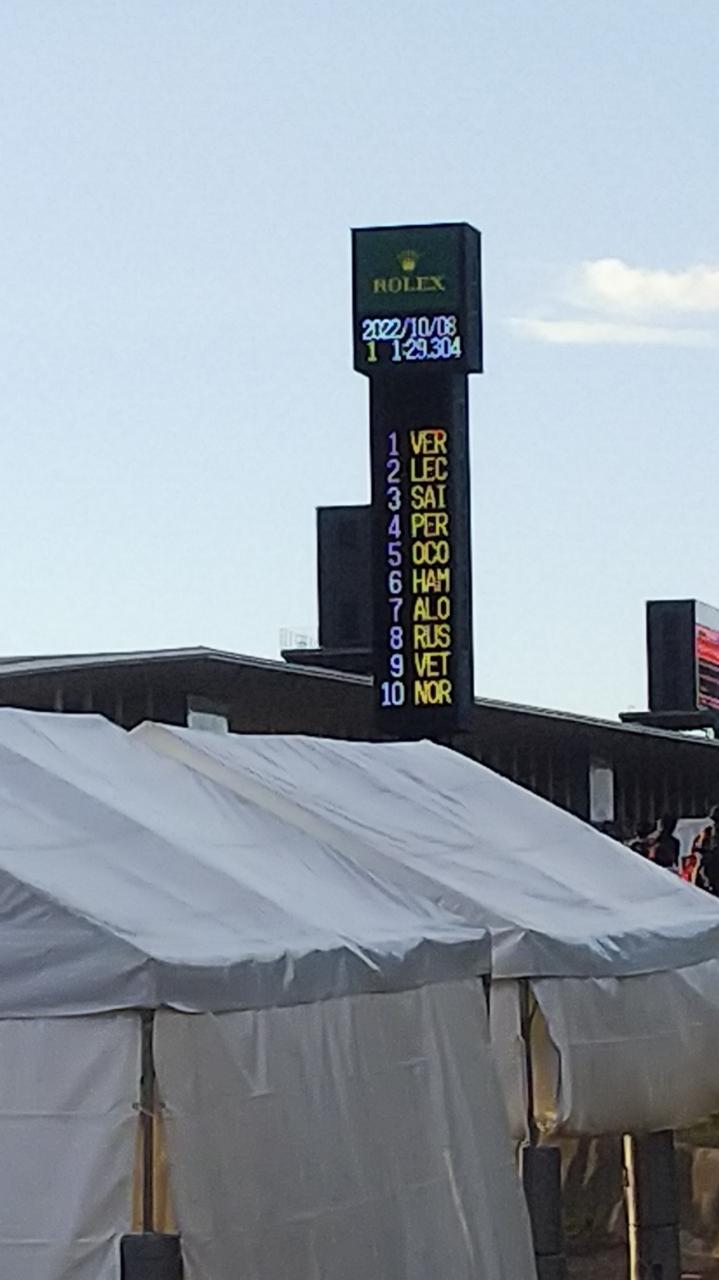 ROLEX
2022/10/08
1 1:29.304
1 VER
2 LEC
3 SAI
4 PER
5 OCO
6 HAM
7 ALO
8 RUS
9 VET
10 NOR